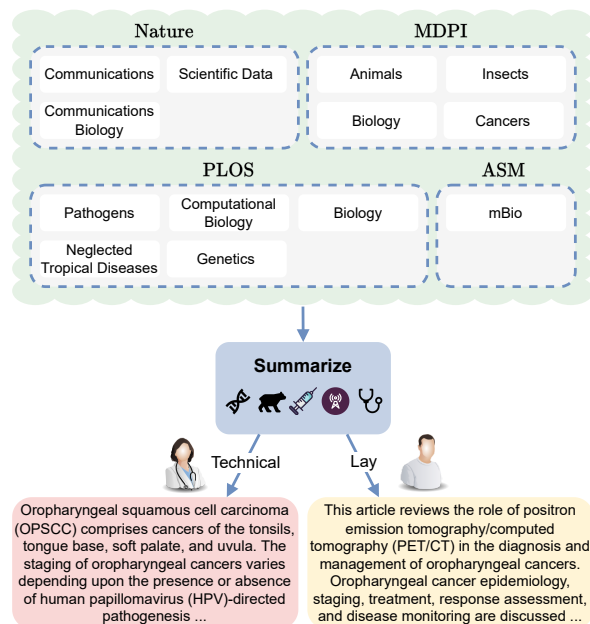 Nature
MDPI
Communications
Scientific Data
Communications
Biology
Animals
Insects
Biology
Cancers
PLOS
ASM
Pathogens
Computational
Biology
Biology
Neglected
Tropical Diseases
Genetics
mBio
Summarize
Technical
Lay
Oropharyngeal squamous cell carcinoma
(OPSCC) comprises cancers of the tonsils,
tongue base, soft palate, and uvula. The
staging of oropharyngeal cancers varies
depending upon the presence or absence
of human papillomavirus (HPV)-directed
pathogenesis ...
This article reviews the role of positron
emission tomography/computed
tomography (PET/CT) in the diagnosis and
management of oropharyngeal cancers.
Oropharyngeal cancer epidemiology,
staging, treatment, response assessment,
and disease monitoring are discussed ...